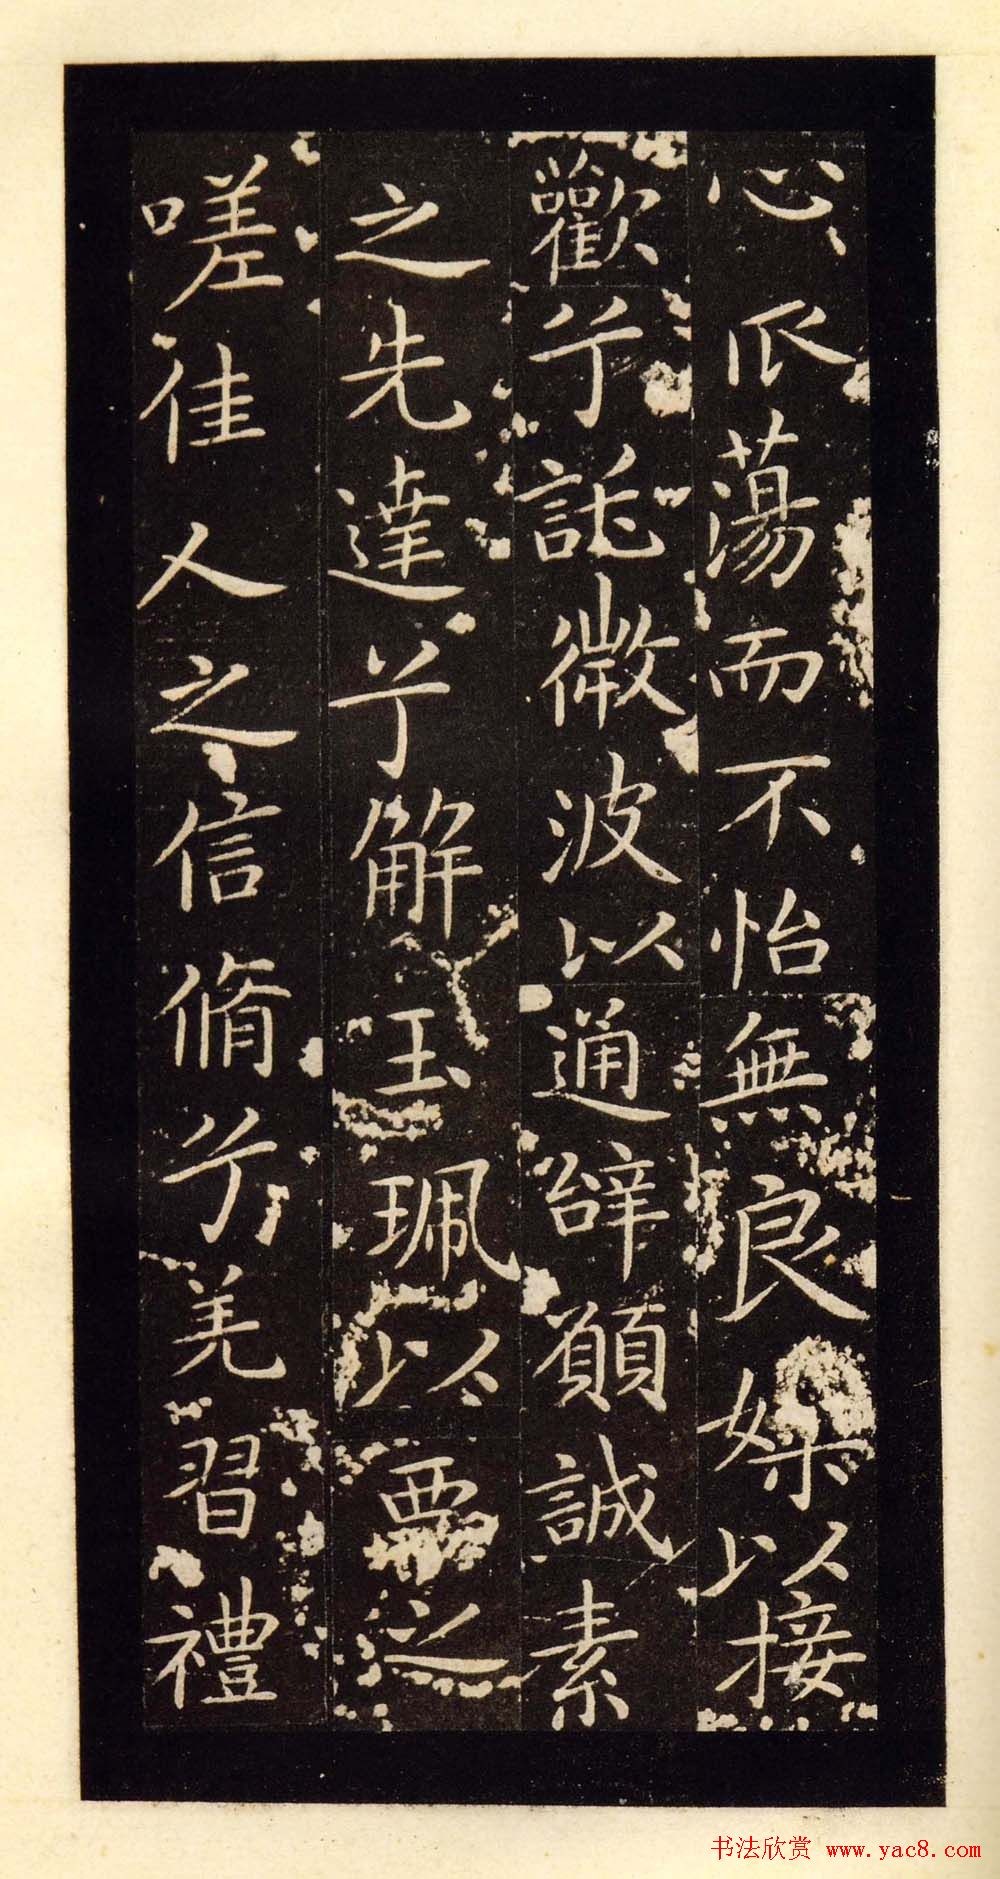 心爪蕩而不怡無良媒以接
歡兮託微波以通辭願誠素
之先達兮解玉珮以要之
嗟佳人之信脩兮羌習禮
书法欣赏 www.yac8.com